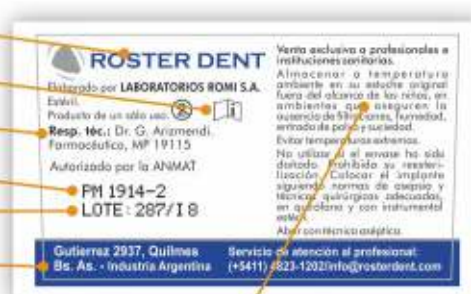 ROSTER DENT
Elaborado por LABORATORIOS ROMI S.A.
Estéril.
Producto de un sólo uso.
Resp. téc.: Dr. G. Arizmendi.
Farmacéutico, MP 19115
Autorizado por la ANMAT
PM 1914-2
LOTE: 287/I 8
Gutierrez 2937, Quilmes
Bs. As. - Industria Argentina
Venta exclusiva a profesionales e
instituciones sanitarias.
Almacenar a temperatura
ambiente en su estuche original
fuera del alcance de los niños, en
ambientes que aseguren la
ausencia de filtraciones, humedad,
entrada de polvo y suciedad.
Evitar temperaturas extremas.
No utilizar si el envase ha sido
dañado. Prohibida su reesteri-
lización. Colocar el implante
siguiendo normas de asepsia y
técnicas quirúrgicas adecuadas,
en quirófano y con instrumental
estéril.
Abrir con técnica aséptica.
Servicio de atención al profesional:
(+5411) 4823-1202/info@rosterdent.com